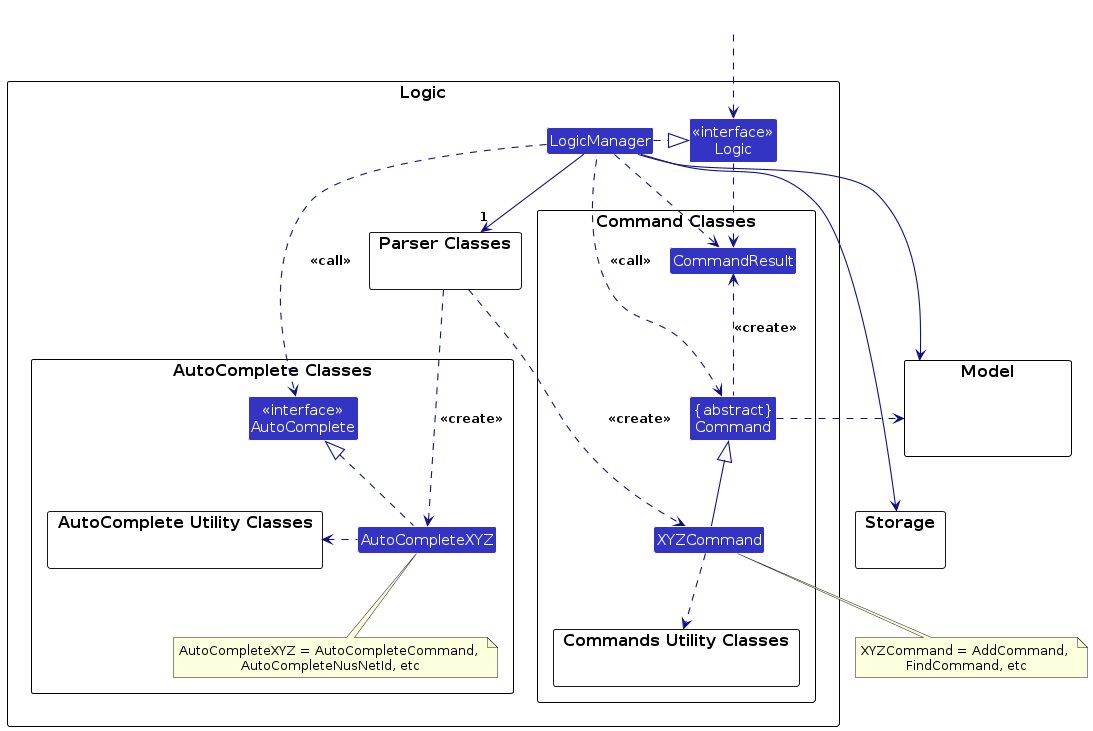 Logic
«interface»
Logic
LogicManager
1
Command Classes
Parser Classes
«call»
«call»
CommandResult
«create»
AutoComplete Classes
Model
«interface»
AutoComplete
«create»
«create»
{abstract}
Command
AutoComplete Utility Classes
Storage
AutoCompleteXYZ
XYZCommand
Commands Utility Classes
AutoCompleteXYZ = AutoCompleteCommand,
AutoCompleteNusNetId, etc
XYZCommand = AddCommand,
FindCommand, etc